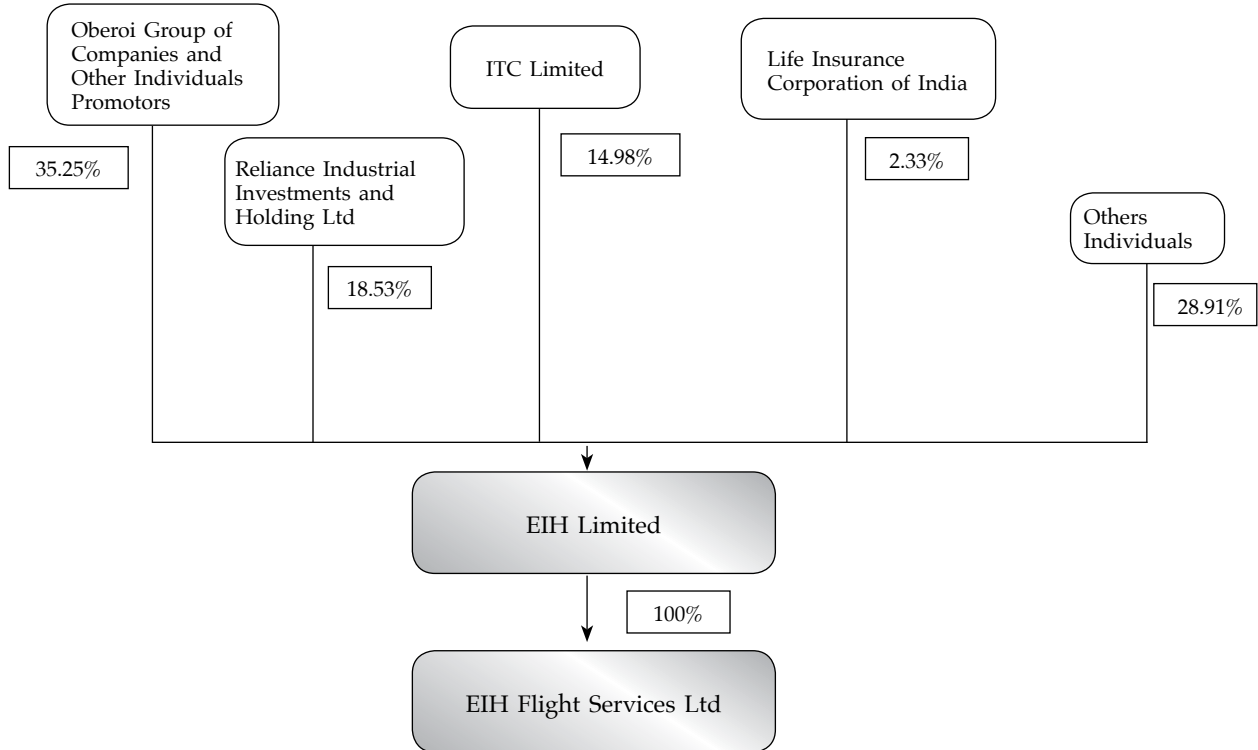 Oberoi Group of
Companies and
Other Individuals
Promotors
35.25%
Reliance Industrial
Investments and
Holding Ltd
18.53%
ITC Limited
14.98%
Life Insurance
Corporation of India
2.33%
Others
Individuals
28.91%
EIH Limited
100%
EIH Flight Services Ltd